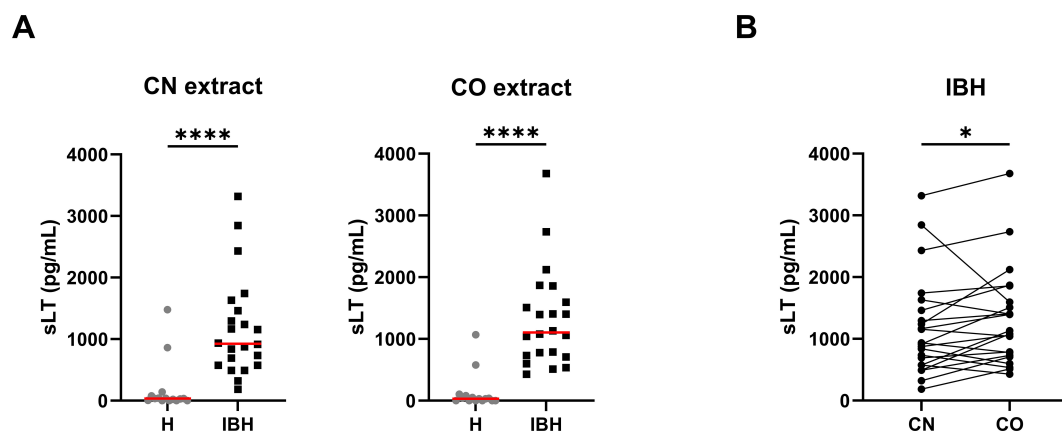 A
B
CN extract
CO extract
IBH
****
****
*
sLT (pg/mL)
4000
3000
2000
1000
0
H
IBH
sLT (pg/mL)
4000
3000
2000
1000
0
H
IBH
sLT (pg/mL)
4000
3000
2000
1000
0
CN
CO